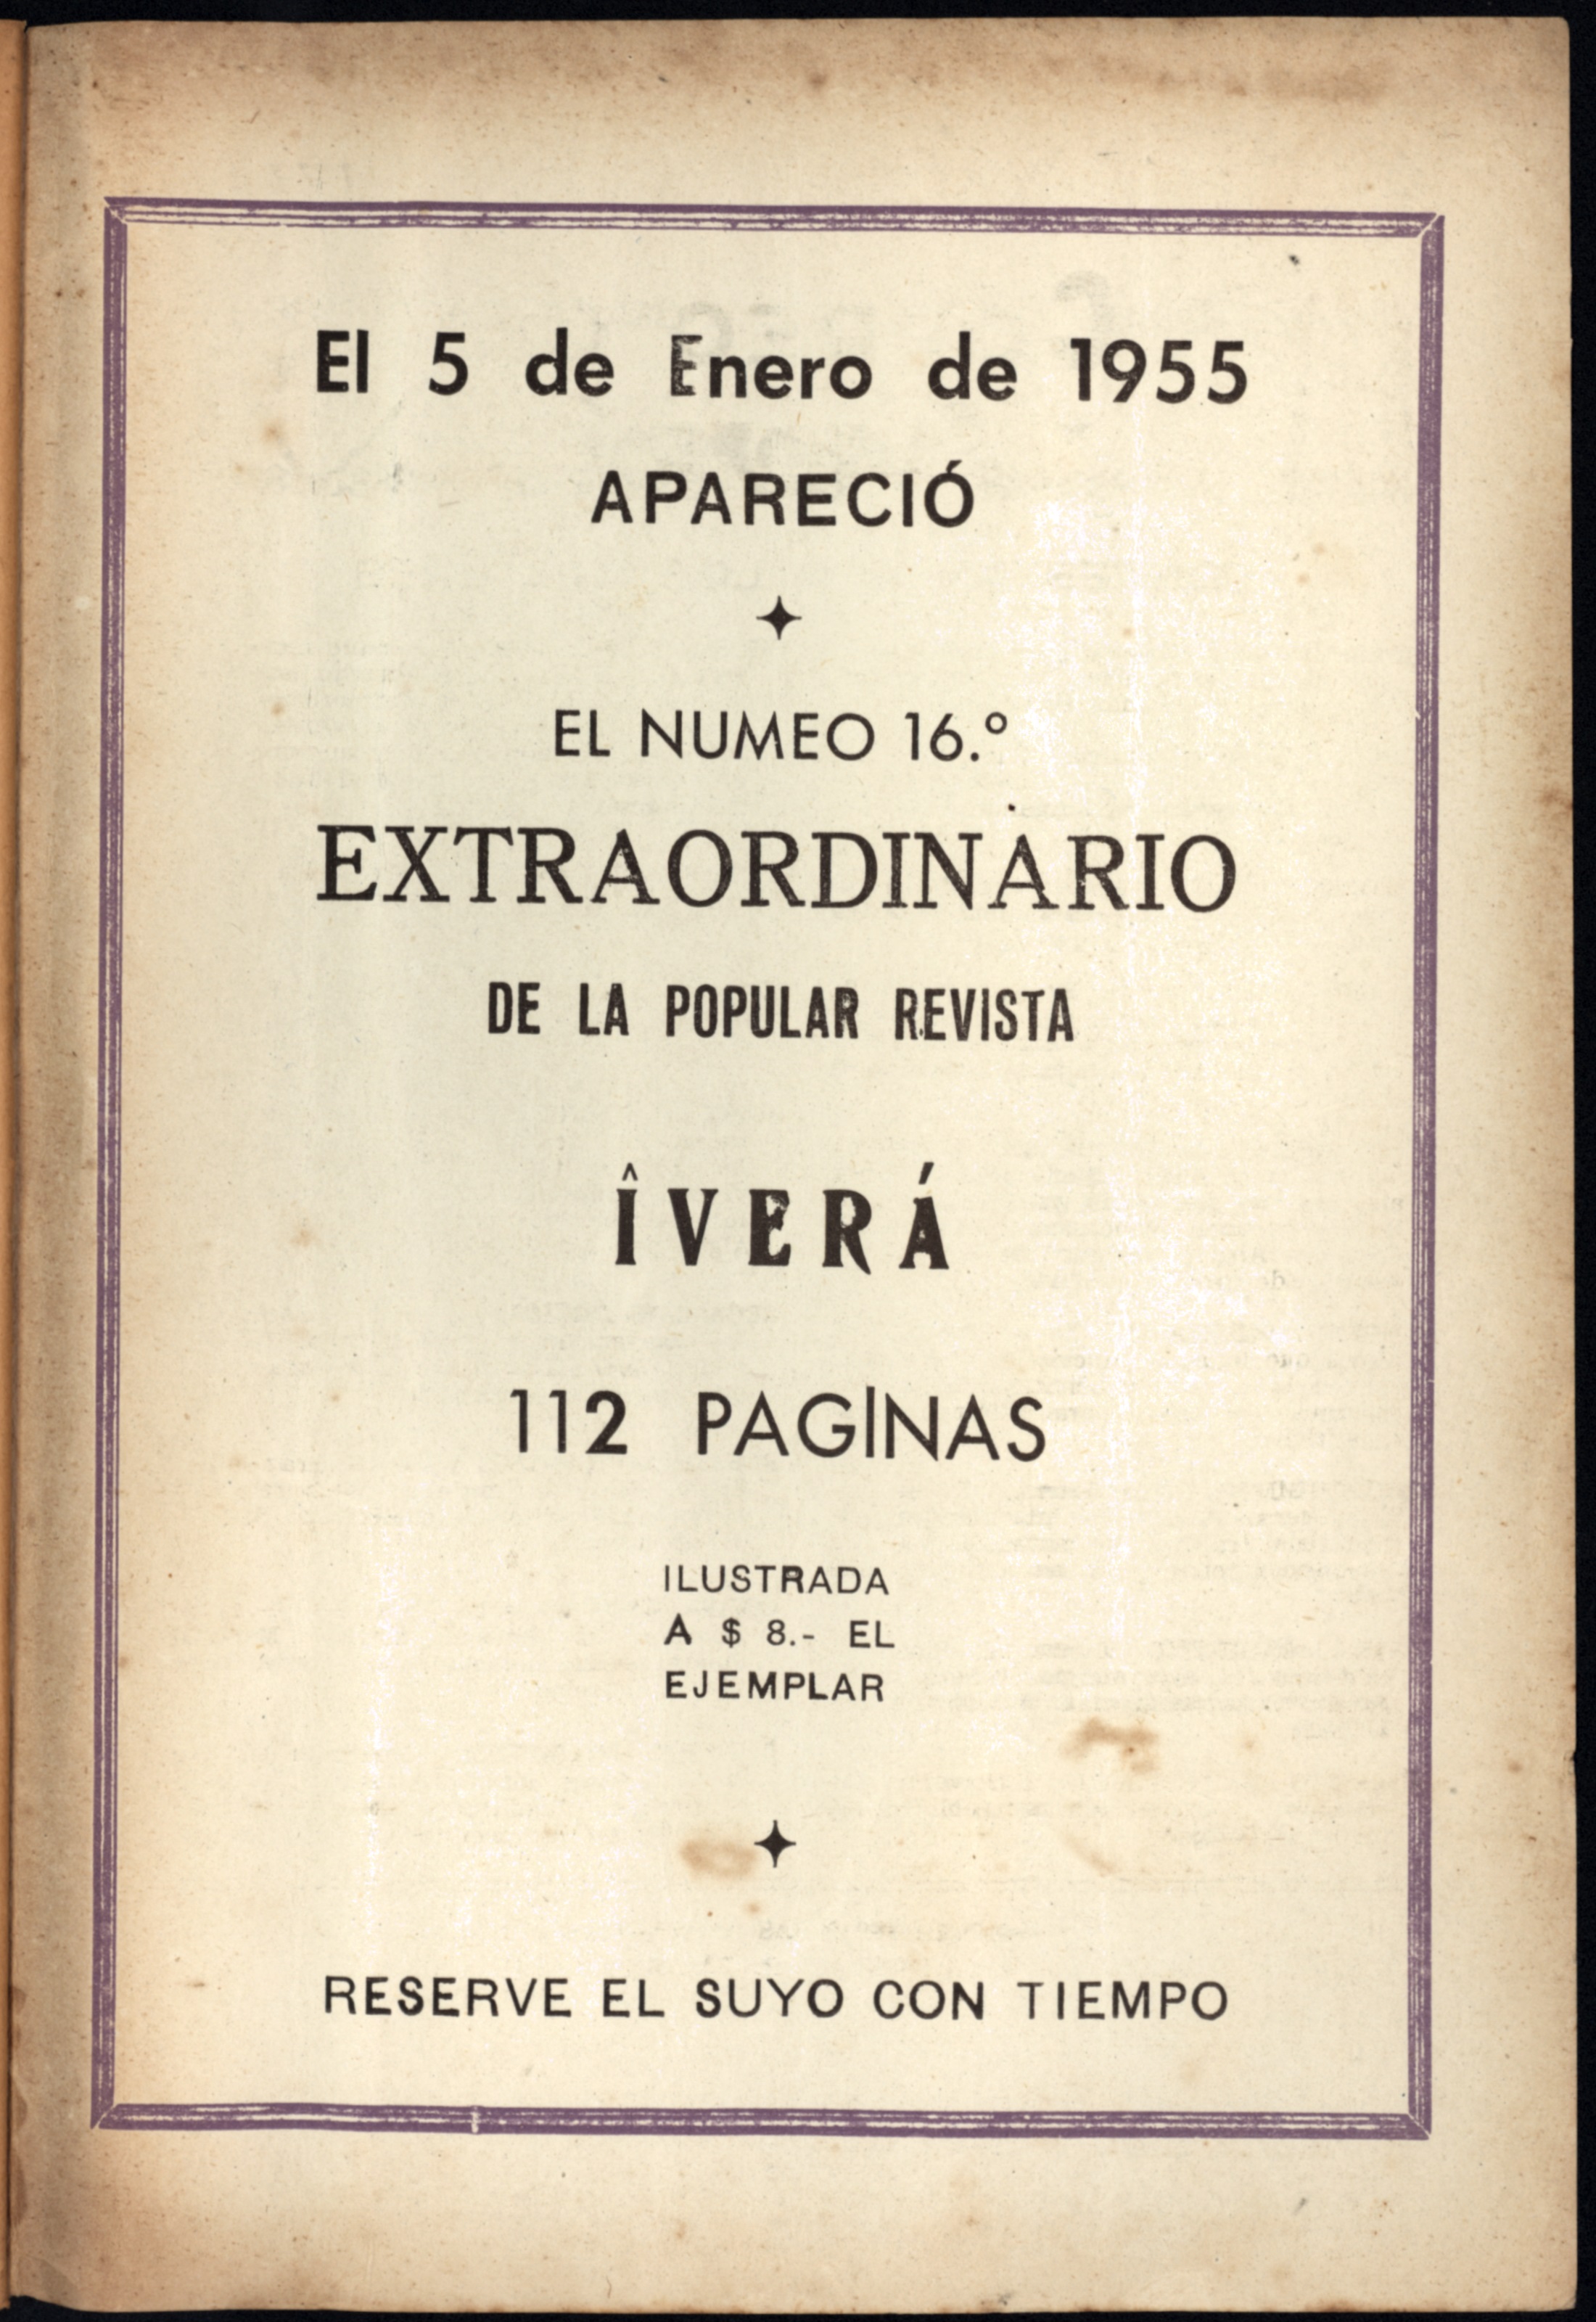 El 5 de Enero de 1955
APARECIÓ
EL NUMEO 16.º
EXTRAORDINARIO
DE LA POPULAR REVISTA
ÎVERÁ
112 PAGINAS
ILUSTRADA
A $ 8.- EL
EJEMPLAR
RESERVE EL SUYO CON TIEMPO